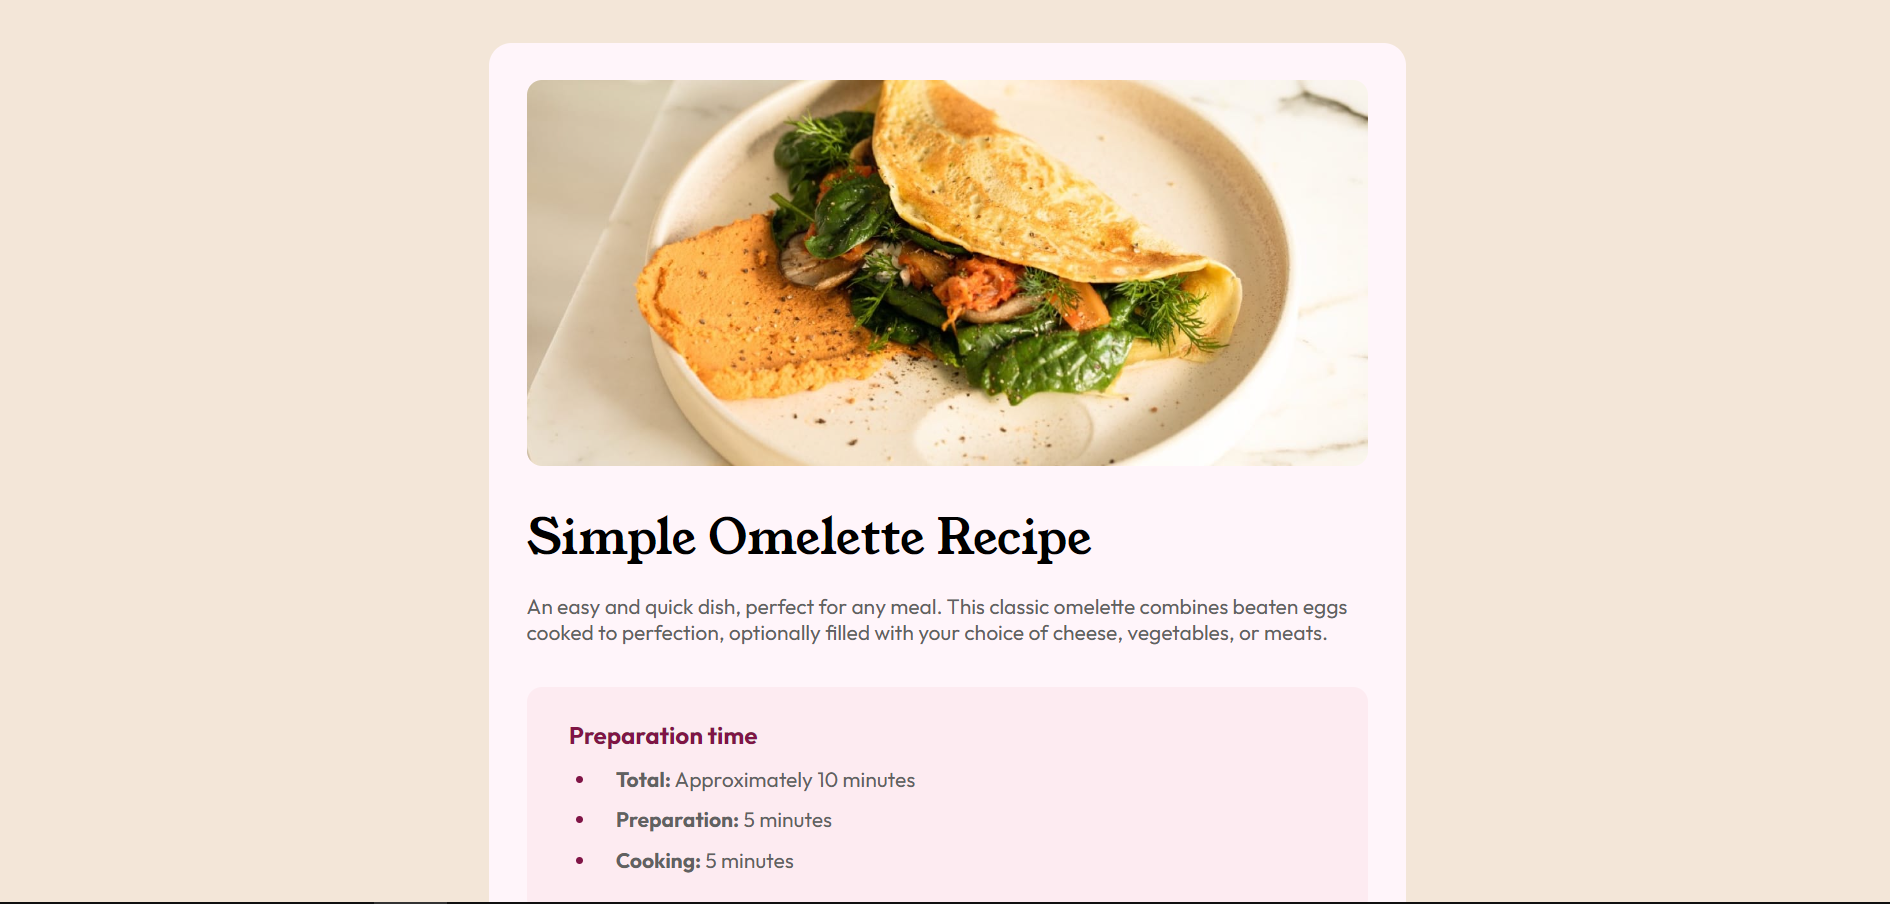 Simple Omelette Recipe
An easy and quick dish, perfect for any meal. This classic omelette combines beaten eggs
cooked to perfection, optionally filled with your choice of cheese, vegetables, or meats.
Preparation time
• Total: Approximately 10 minutes
• Preparation: 5 minutes
• Cooking: 5 minutes